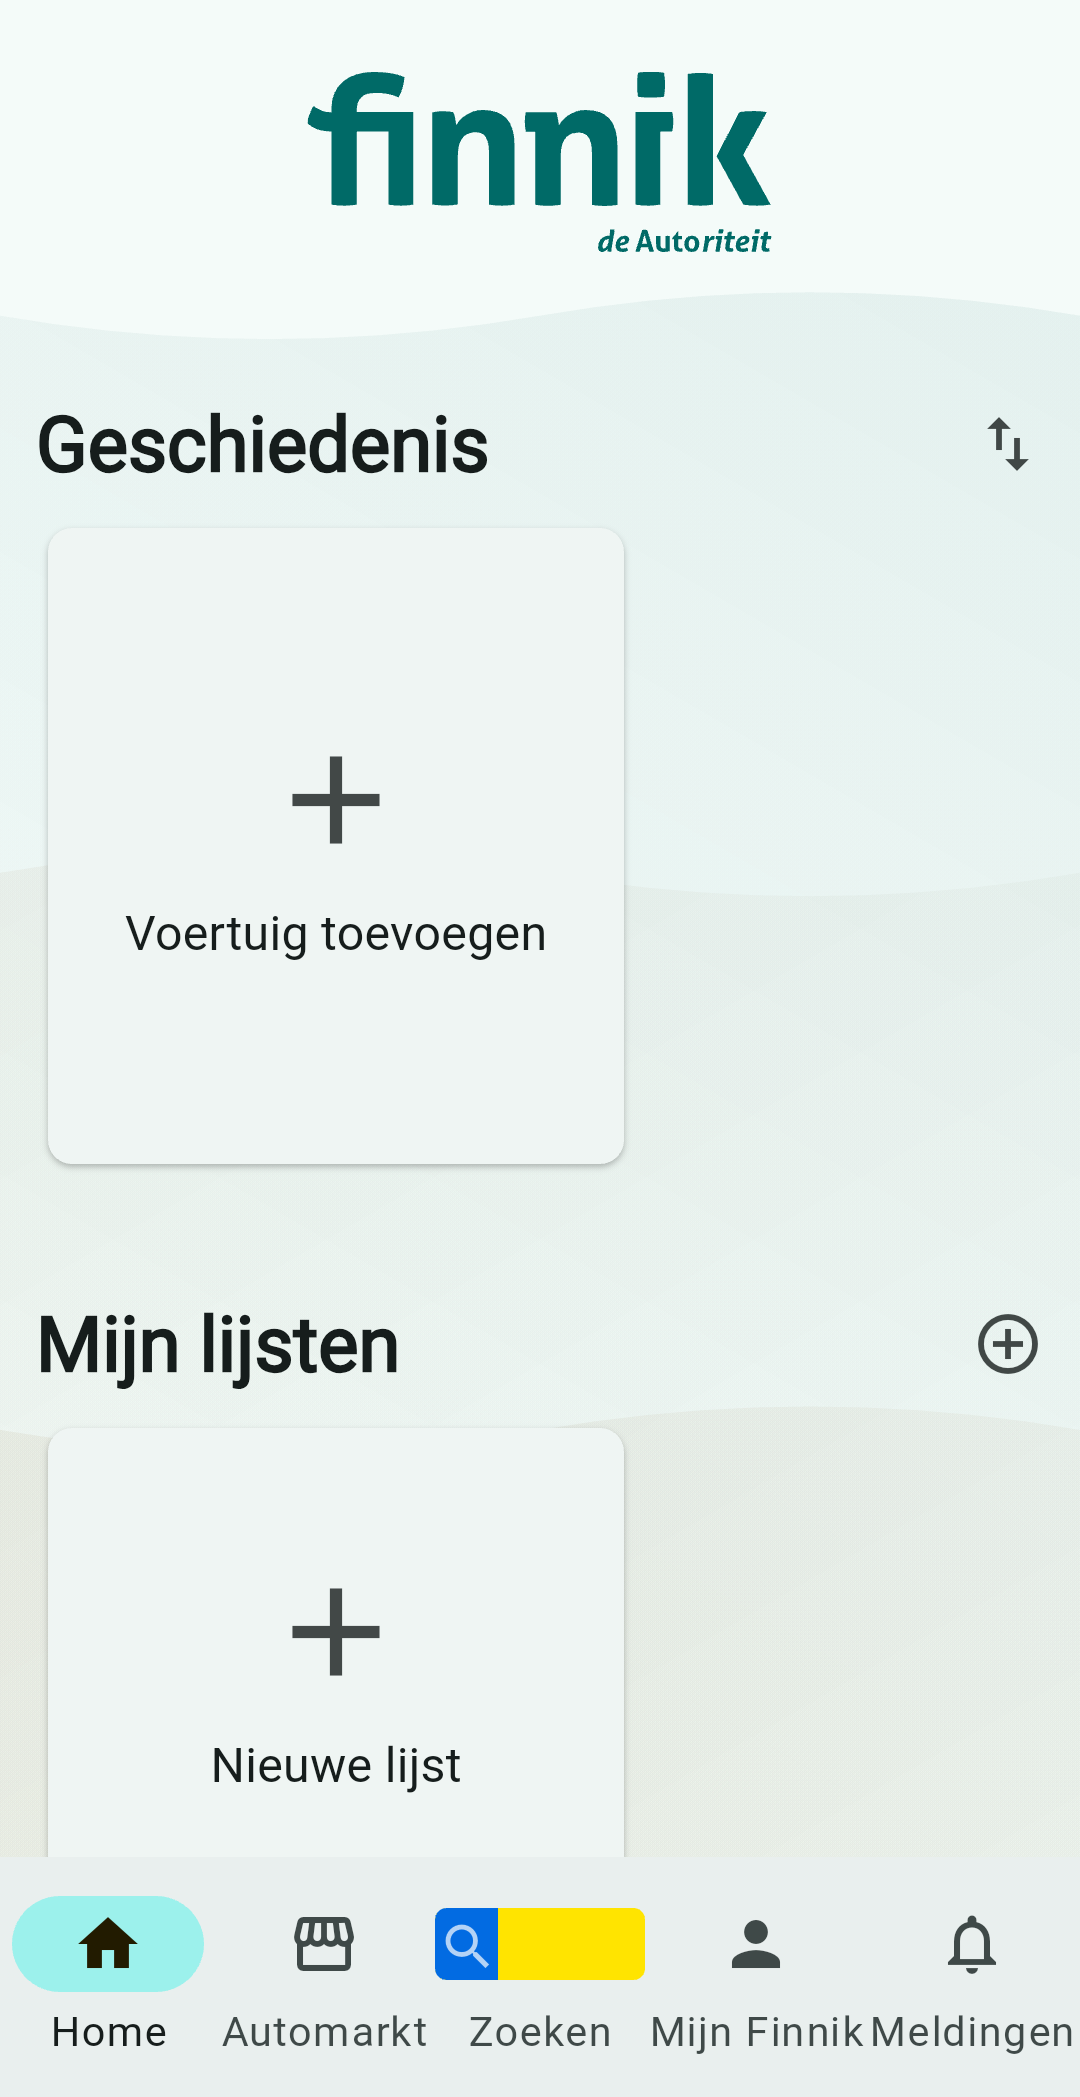 finnik
de Autoriteit
Geschiedenis
Voertuig toevoegen
Mijn lijsten
Nieuwe lijst
Home
Automarkt
Zoeken
Mijn Finnik
Meldingen